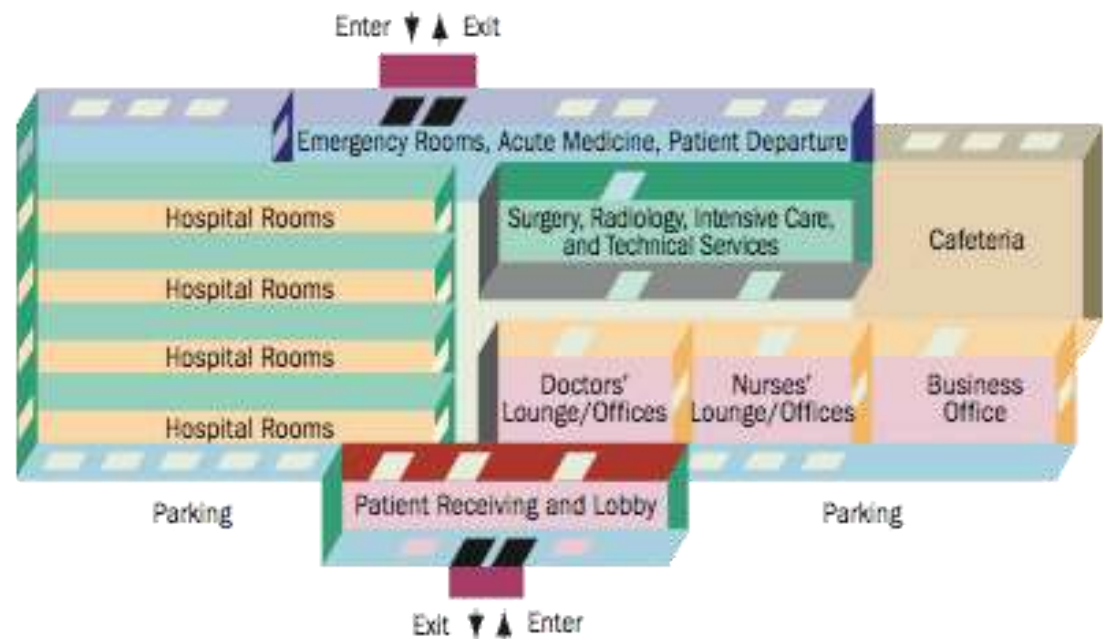 Enter Exit
Emergency Rooms, Acute Medicine, Patient Departure
Hospital Rooms
Surgery, Radiology, Intensive Care,
and Technical Services
Cafeteria
Hospital Rooms
Hospital Rooms
Doctors'
Lounge/Offices
Nurses'
Lounge/Offices
Business
Office
Hospital Rooms
Parking
Patient Receiving and Lobby
Parking
Exit Enter